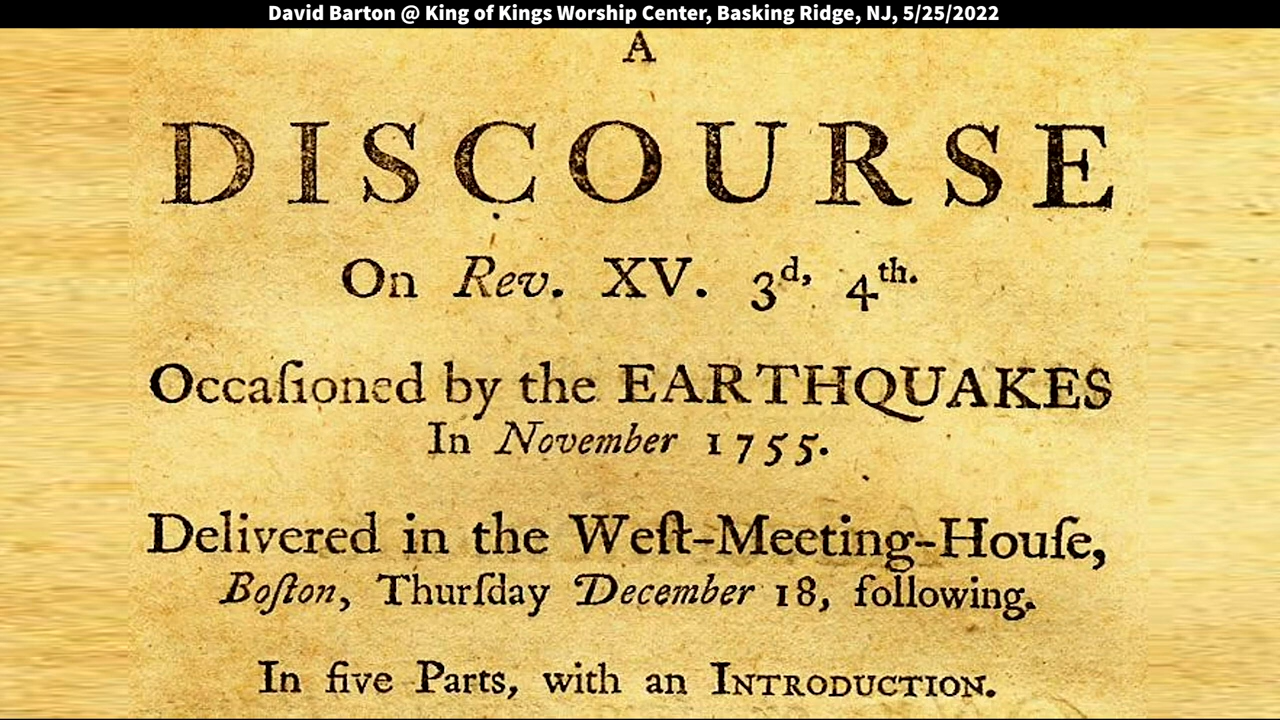 David Barton @ King of Kings Worship Center, Basking Ridge, NJ, 5/25/2022
A
DISCOURSE
On Rev. XV. 3d, 4th.
Occaſioned by the EARTHQUAKES
In November 1755.
Delivered in the Weſt-Meeting-Houſe,
Boſton, Thurſday December 18, following.
In five Parts, with an INTRODUCTION.